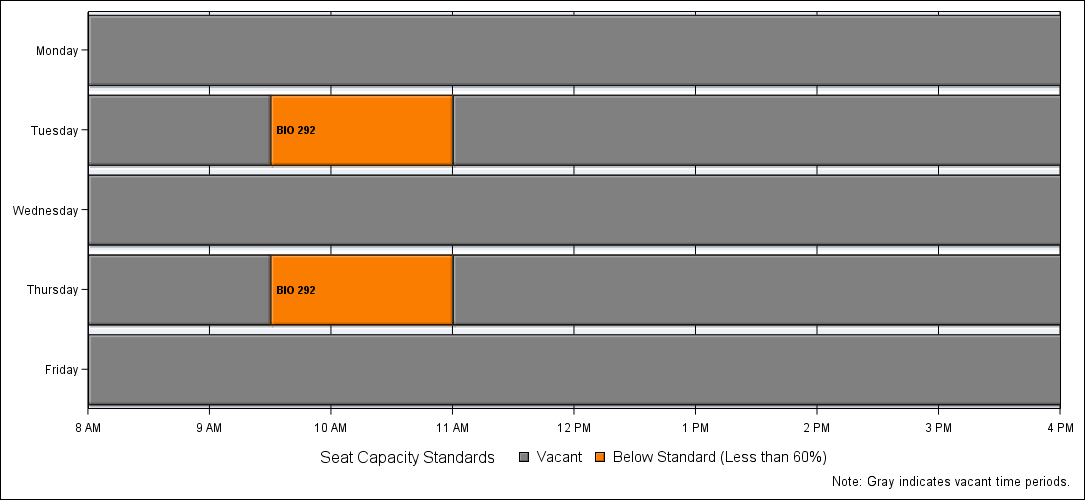 Monday
Tuesday
BIO 292
Wednesday
Thursday
BIO 292
Friday
8 AM 9 AM 10 AM 11 AM 12 PM 1 PM 2 PM 3 PM 4 PM
Seat Capacity Standards Vacant Below Standard (Less than 60%)
Note: Gray indicates vacant time periods.